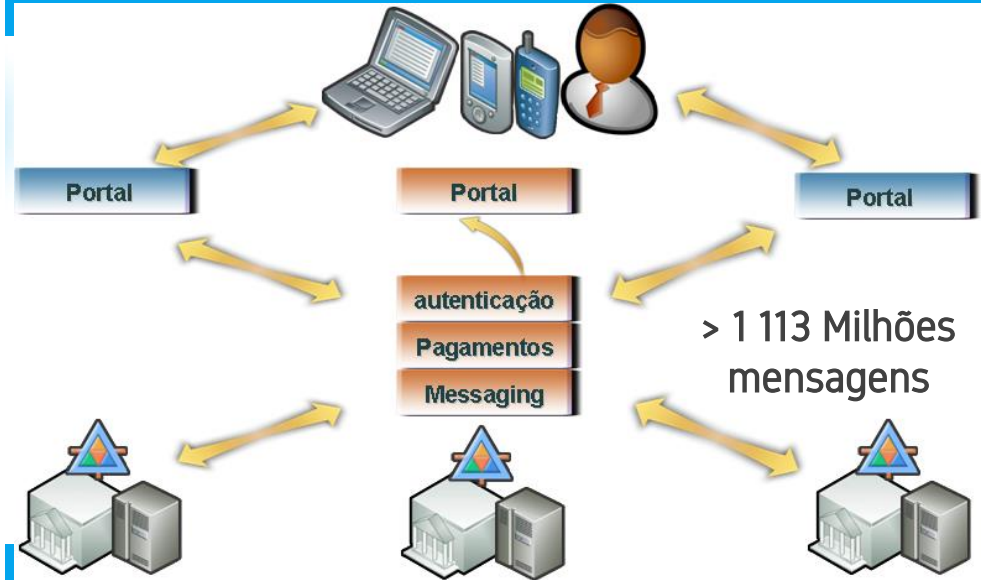 Portal
Portal
Portal
autenticação
Pagamentos
Messaging
> 1 113 Milhões
mensagens